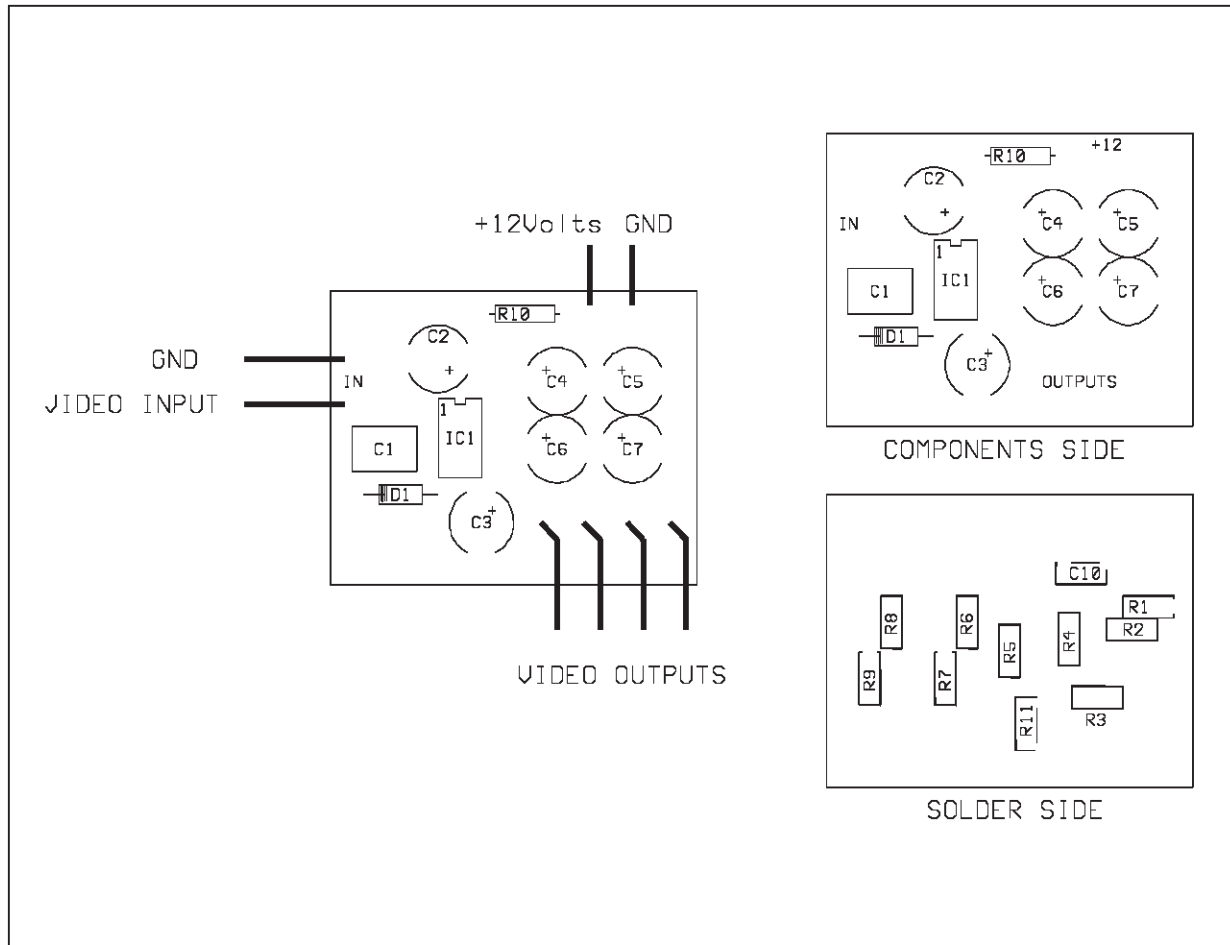 +12Volts GND
GND
VIDEO INPUT
IN
R10
C2
+
C4
+
C5
+
1
IC1
C1
C6
+
C7
+
D1
C3
+
VIDEO OUTPUTS
+12
R10
C2
+
IN
C4
+
C5
+
1
IC1
C1
C6
+
C7
+
D1
C3
+
OUTPUTS
COMPONENTS SIDE
C10
R8
R6
R1
R2
R5
R4
R9
R7
R11
R3
SOLDER SIDE